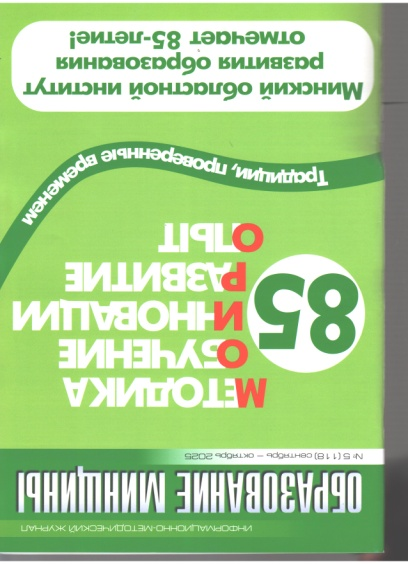 ИНФОРМАЦИОННО-МЕТОДИЧЕСКИЙ ЖУРНАЛ
ОБРАЗОВАНИЕ МИНЩИНЫ
№ 5 (118) сентябрь – октябрь 2025
МЕТОДИКА
ОБУЧЕНИЕ
ИННОВАЦИИ
РАЗВИТИЕ
ОПЫТ
85
Традиции, проверенные временем
Минский областной институт
развития образования
отмечает 85-летие!